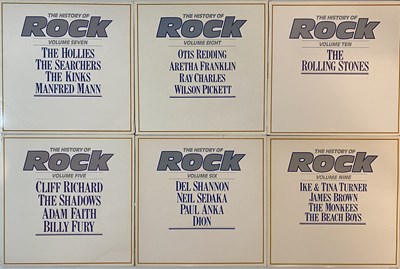 THE HISTORY OF
ROCK
VOLUME SEVEN
THE HOLLIES
THE SEARCHERS
THE KINKS
MANFRED MANN
THE HISTORY OF
ROCK
VOLUME EIGHT
OTIS REDDING
ARETHA FRANKLIN
RAY CHARLES
WILSON PICKETT
THE HISTORY OF
ROCK
VOLUME TEN
THE
ROLLING STONES
THE HISTORY OF
ROCK
VOLUME FIVE
CLIFF RICHARD
THE SHADOWS
ADAM FAITH
BILLY FURY
THE HISTORY OF
ROCK
VOLUME SIX
DEL SHANNON
NEIL SEDAKA
PAUL ANKA
DION
THE HISTORY OF
ROCK
VOLUME NINE
IKE & TINA TURNER
JAMES BROWN
THE MONKEES
THE BEACH BOYS